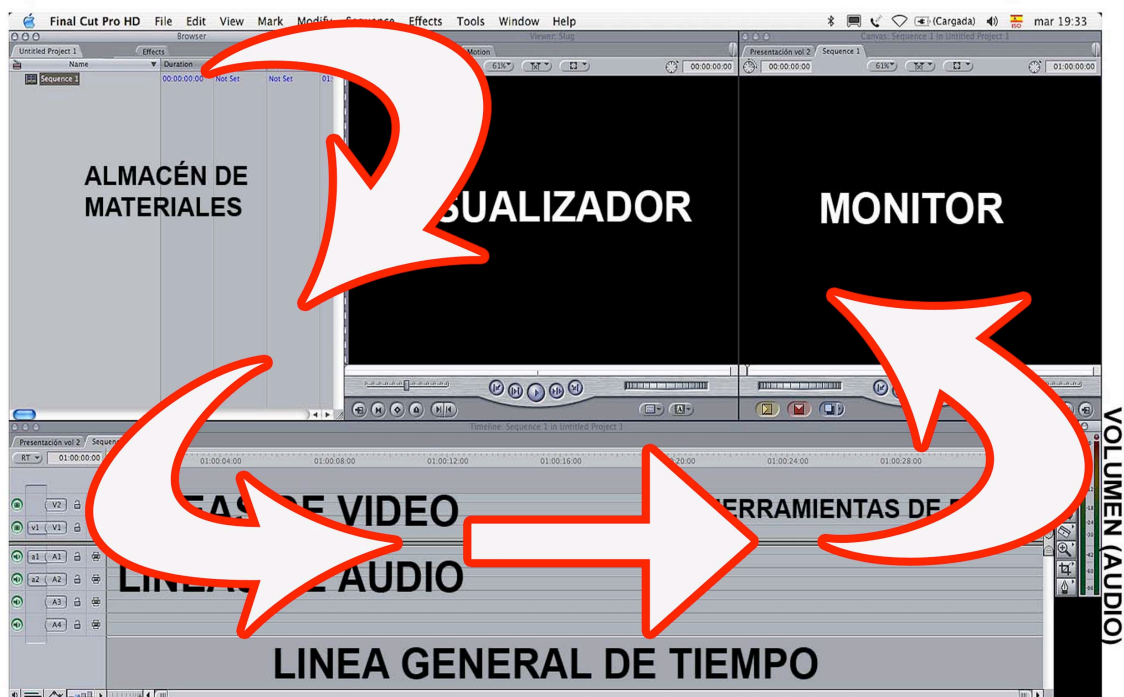 Final Cut Pro HD File Edit View Mark Modify Sequence Effects Tools Window Help (Cargada) mar 19:33
ISO
Browser
Viewer: Slug
Canvas: Sequence 1 in Untitled Project 1
Untitled Project 1 Effects
Motion
Presentación vol 2 Sequence 1
Name Duration
61%
00:00:00:00
00:00:00:00
61%
01:00:00:00
Sequence 1 00:00:00:00 Not Set Not Set 01:
ALMACÉN DE
MATERIALES
SUALIZADOR
MONITOR
Timeline: Sequence 1 in Untitled Project 1
Presentación vol 2
RT 01:00:00:00
01:00:04:00 01:00:08:00 01:00:12:00 01:00:16:00 01:00:24:00 01:00:28:00
V2
v1 V1
VIDEO
ERRAMIENTAS DE
a1 A1
a2 A2
AUDIO
A3
A4
LINEA GENERAL DE TIEMPO
VOLUMEN (AUDIO)